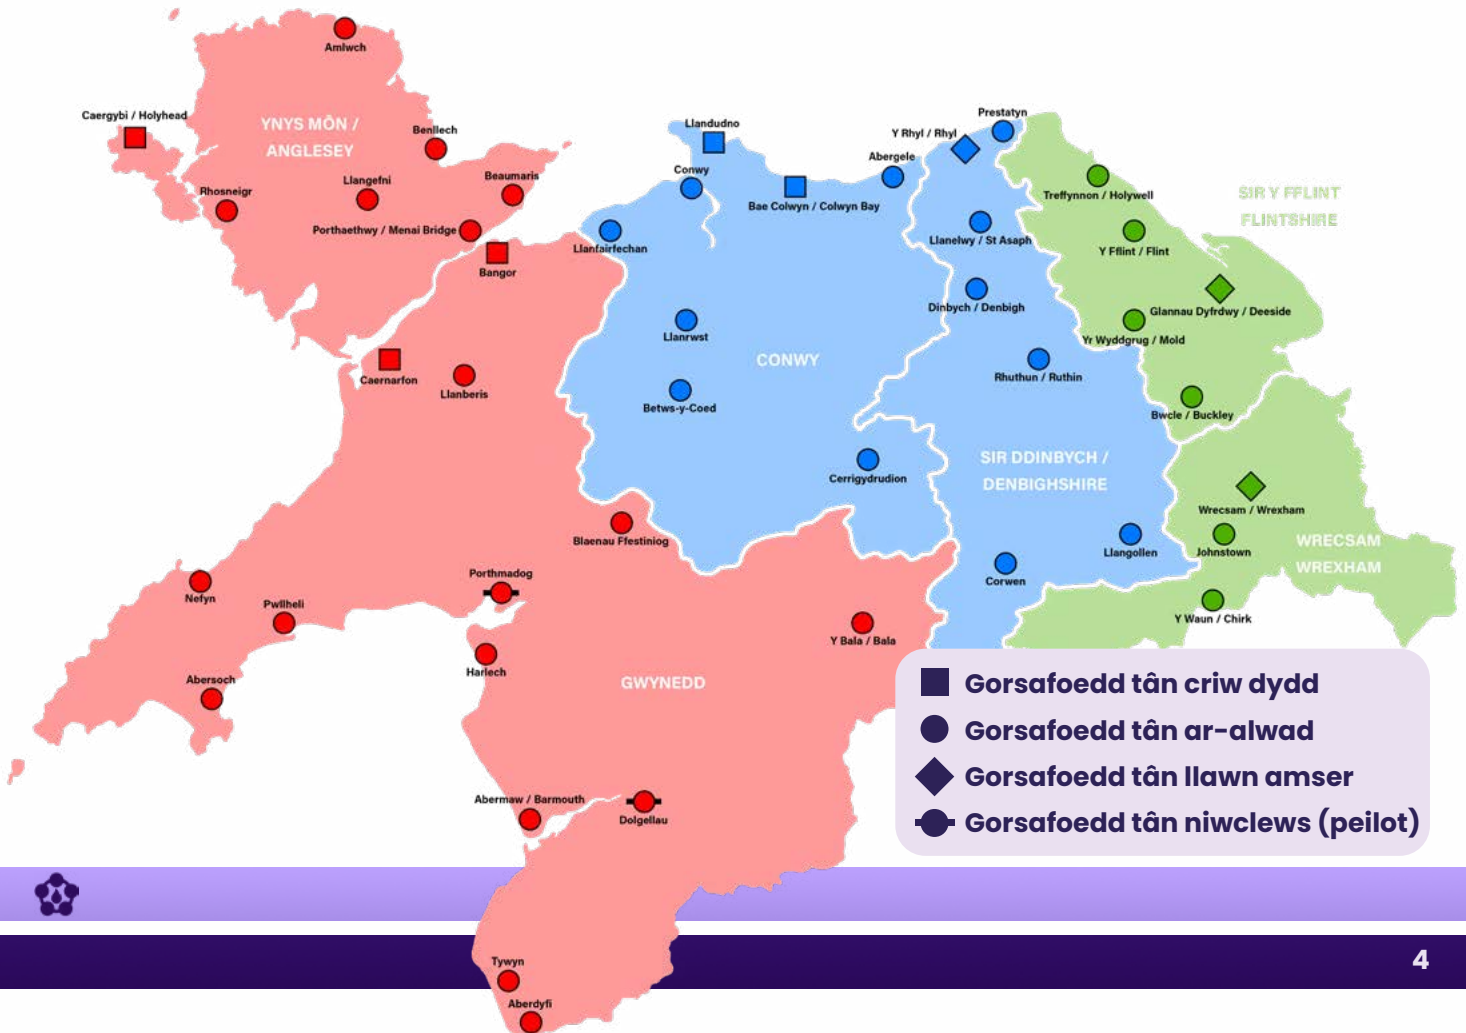 Amlwch
Caergybi / Holyhead
YNYS MÔN /
ANGLESEY
Benllech
Llangefni
Beaumaris
Rhosneigr
Porthaethwy / Menai Bridge
Bangor
Caernarfon
Llanberis
Llandudno
Conwy
Bae Colwyn / Colwyn Bay
Abergele
Llanfairfechan
Llanrwst
CONWY
Betws-y-Coed
Cerrigydrudion
Prestatyn
Y Rhyl / Rhyl
Llanelwy / St Asaph
Dinbych / Denbigh
Rhuthun / Ruthin
SIR DDINBYCH /
DENBIGHSHIRE
Llangollen
Corwen
Treffynnon / Holywell
SIR Y FFLINT
FLINTSHIRE
Y Fflint / Flint
Glannau Dyfrdwy / Deeside
Yr Wyddgrug / Mold
Bwcle / Buckley
Wrecsam / Wrexham
Johnstown
WRECSAM
WREXHAM
Y Waun / Chirk
Blaenau Ffestiniog
Porthmadog
Nefyn
Pwllheli
Y Bala / Bala
Harlech
Abersoch
GWYNEDD
Abermaw / Barmouth
Dolgellau
Tywyn
Aberdyfi
Gorsafoedd tân criw dydd
Gorsafoedd tân ar-alwad
Gorsafoedd tân llawn amser
Gorsafoedd tân niwclews (peilot)
4